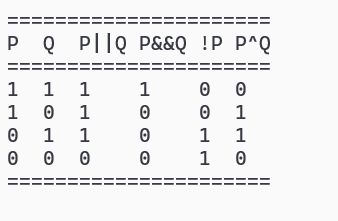 ======================
P  Q  P||Q P&&Q !P P^Q
======================
1  1  1    1    0  0
1  0  1    0    0  1
0  1  1    0    1  1
0  0  0    0    1  0
======================